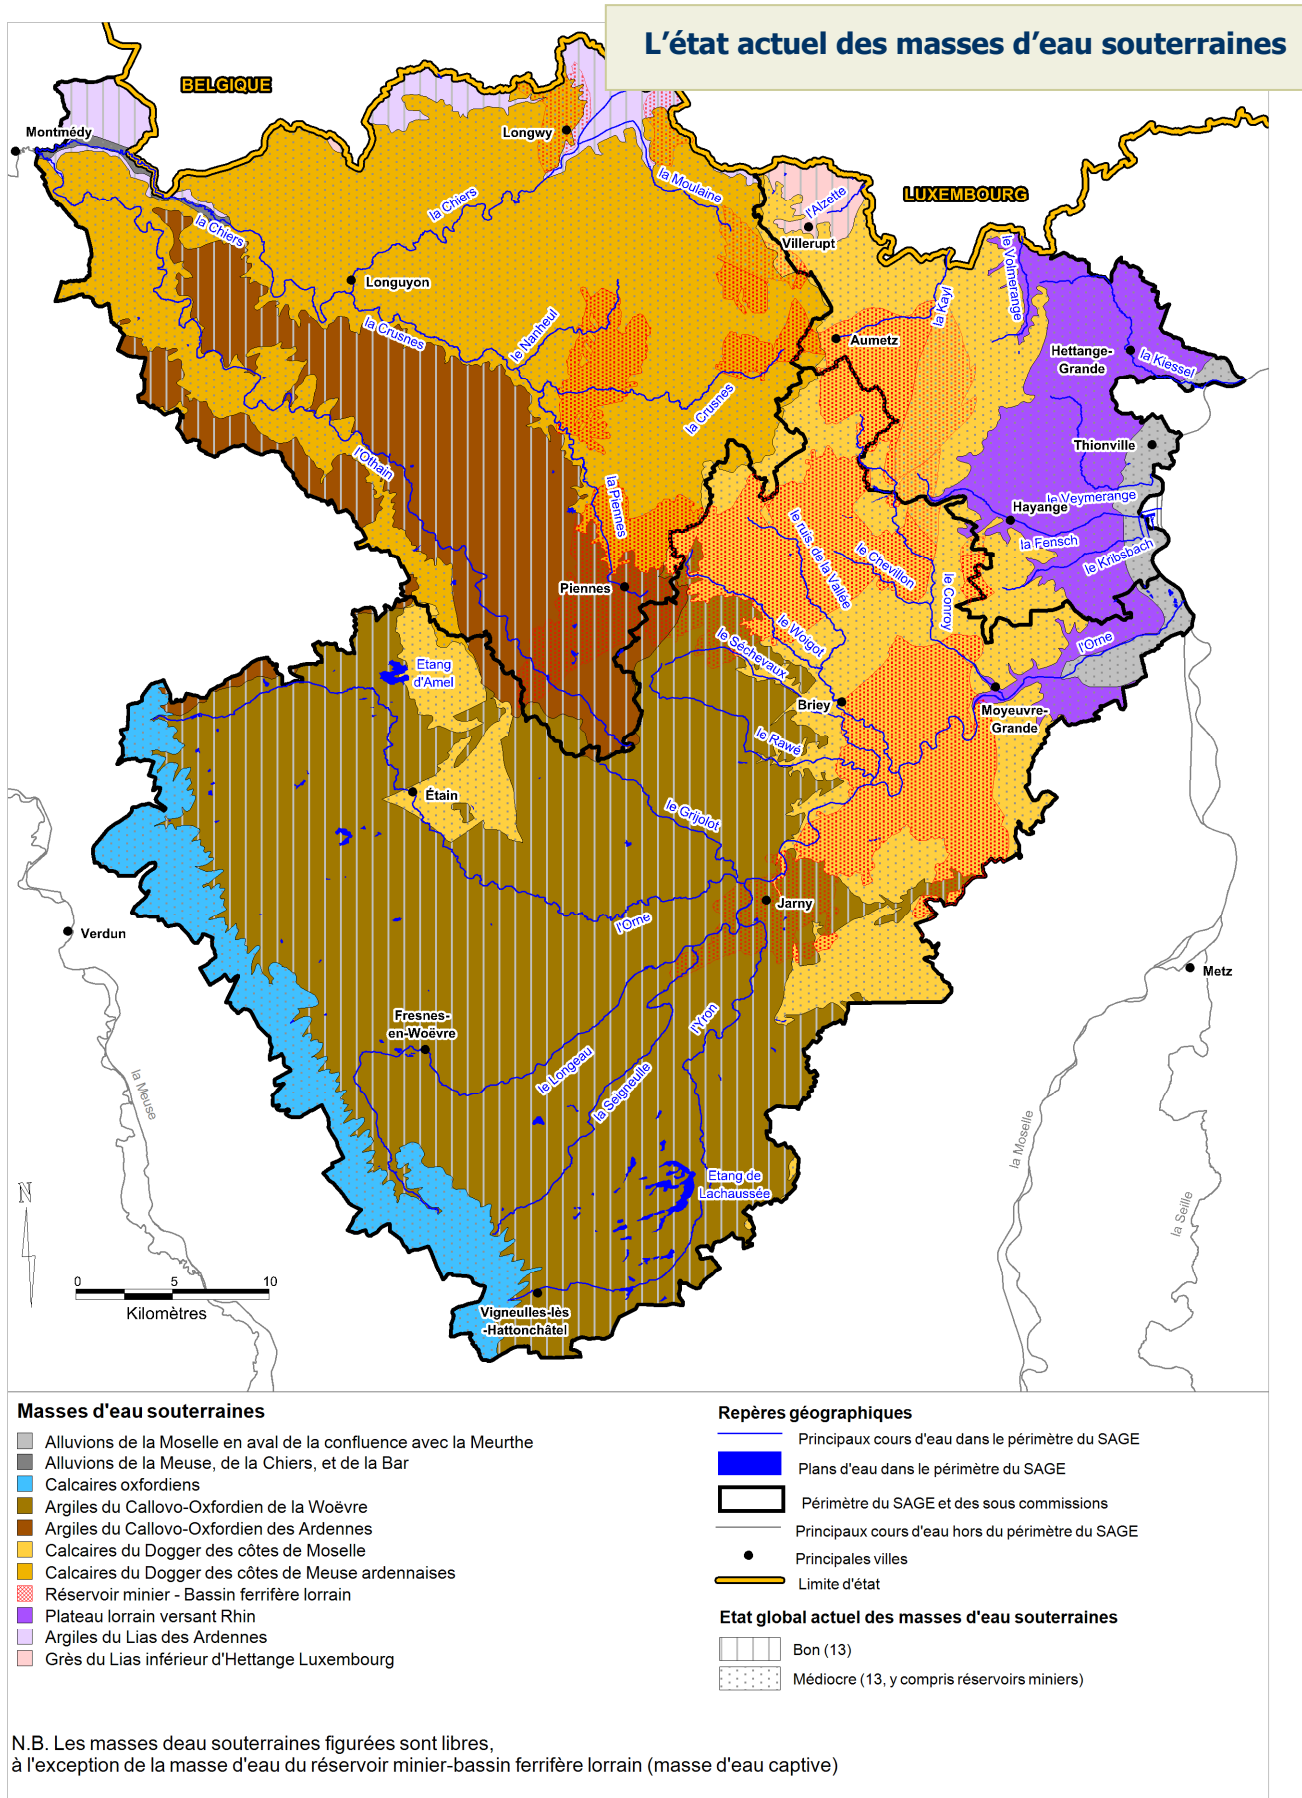 L'état actuel des masses d'eau souterraines
BELGIQUE
Montmédy
Longwy
la Moulaine
LUXEMBOURG
la Chiers
l'Alzette
la Chiers
Villerupt
le Volmerange
Longuyon
la Kayl
la Crusnes
le Nanheul
Aumetz
Hettange-
Grande
la Kiessel
la Crusnes
Thionville
l'Othain
la Piennes
le Veymerange
Hayange
le ruis. de la Vallée
la Fensch
le Chevillon
le Kribsbach
Piennes
le Conroy
le Woigot
l'Orne
le Séchevaux
Etang
d'Amel
Briey
Moyeuvre-
Grande
le Rawé
Étain
le Grijolot
Jarny
l'Orne
Verdun
Metz
Fresnes-
en-Woëvre
l'Yron
le Longeau
la Seigneulle
la Meuse
la Moselle
Etang de
Lachaussée
la Seille
N
0 5 10
Kilomètres
Vigneulles-lès
-Hattonchâtel
Masses d'eau souterraines
Alluvions de la Moselle en aval de la confluence avec la Meurthe
Alluvions de la Meuse, de la Chiers, et de la Bar
Calcaires oxfordiens
Argiles du Callovo-Oxfordien de la Woëvre
Argiles du Callovo-Oxfordien des Ardennes
Calcaires du Dogger des côtes de Moselle
Calcaires du Dogger des côtes de Meuse ardennaises
Réservoir minier - Bassin ferrifère lorrain
Plateau lorrain versant Rhin
Argiles du Lias des Ardennes
Grès du Lias inférieur d'Hettange Luxembourg
Repères géographiques
Principaux cours d'eau dans le périmètre du SAGE
Plans d'eau dans le périmètre du SAGE
Périmètre du SAGE et des sous commissions
Principaux cours d'eau hors du périmètre du SAGE
Principales villes
Limite d'état
Etat global actuel des masses d'eau souterraines
Bon (13)
Médiocre (13, y compris réservoirs miniers)
N.B. Les masses deau souterraines figurées sont libres,
à l'exception de la masse d'eau du réservoir minier-bassin ferrifère lorrain (masse d'eau captive)